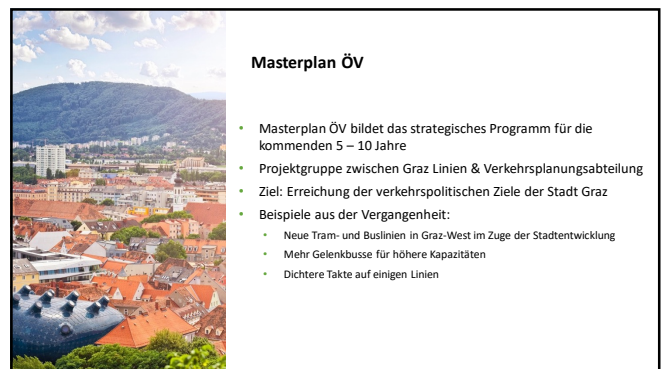 Masterplan ÖV
• Masterplan ÖV bildet das strategisches Programm für die
kommenden 5 – 10 Jahre
• Projektgruppe zwischen Graz Linien & Verkehrsplanungsabteilung
• Ziel: Erreichung der verkehrspolitischen Ziele der Stadt Graz
• Beispiele aus der Vergangenheit:
• Neue Tram- und Buslinien in Graz-West im Zuge der Stadtentwicklung
• Mehr Gelenkbusse für höhere Kapazitäten
• Dichtere Takte auf einigen Linien